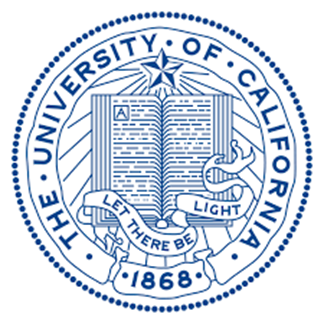 THE · UNIVERSITY · OF · CALIFORNIA
A
LET THERE BE LIGHT
· 1868 ·